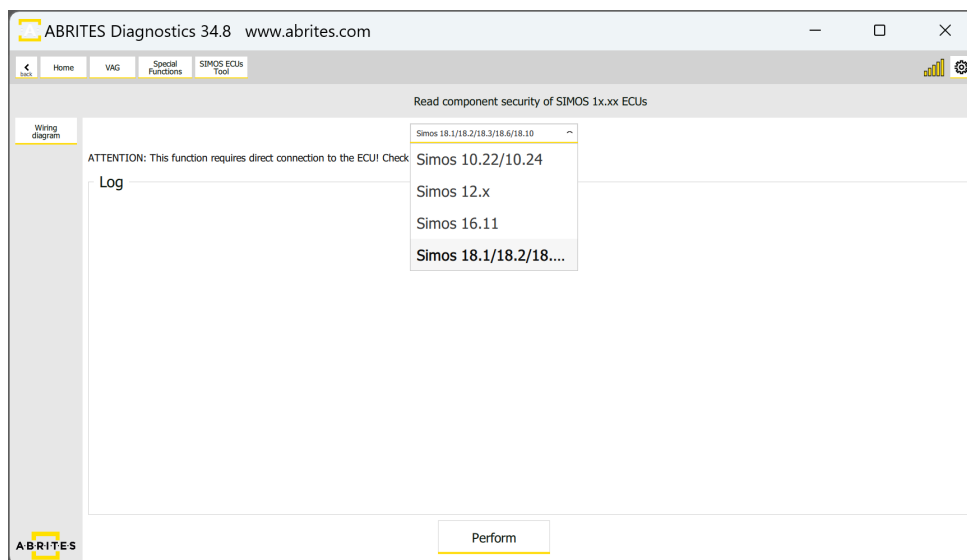 ABRITES Diagnostics 34.8 www.abrites.com
back
Home
VAG
Special
Functions
SIMOS ECUs
Tool
Read component security of SIMOS 1x.xx ECUs
Wiring
diagram
Simos 18.1/18.2/18.3/18.6/18.10
ATTENTION: This function requires direct connection to the ECU! Check
Simos 10.22/10.24
Simos 12.x
Simos 16.11
Simos 18.1/18.2/18....
Log
Perform
A·B·R·I·T·E·S